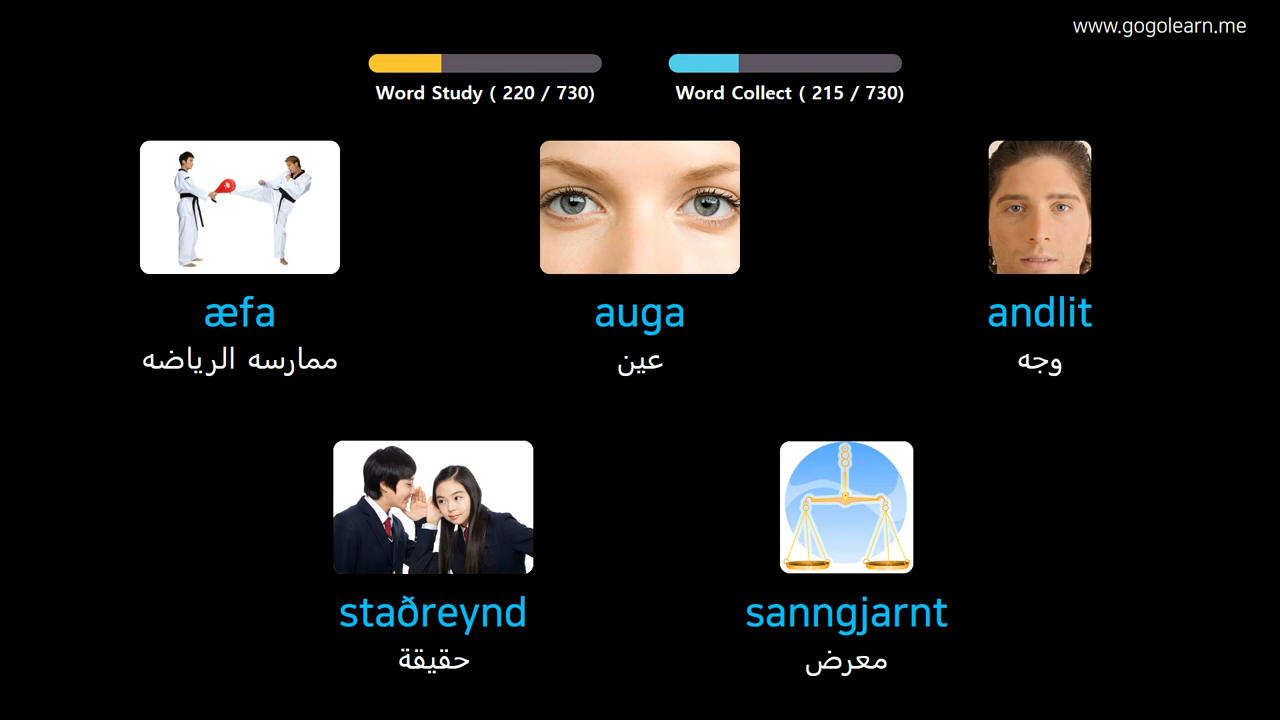 www.gogolearn.me
Word Study ( 220 / 730)
Word Collect ( 215 / 730)
æfa
ممارسه الرياضه
auga
عين
andlit
وجه
staðreynd
حقيقة
sanngjarnt
معرض